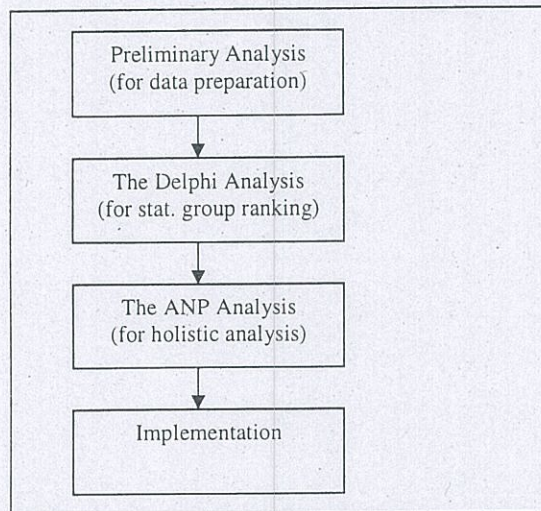 Preliminary Analysis
(for data preparation)
The Delphi Analysis
(for stat. group ranking)
The ANP Analysis
(for holistic analysis)
Implementation